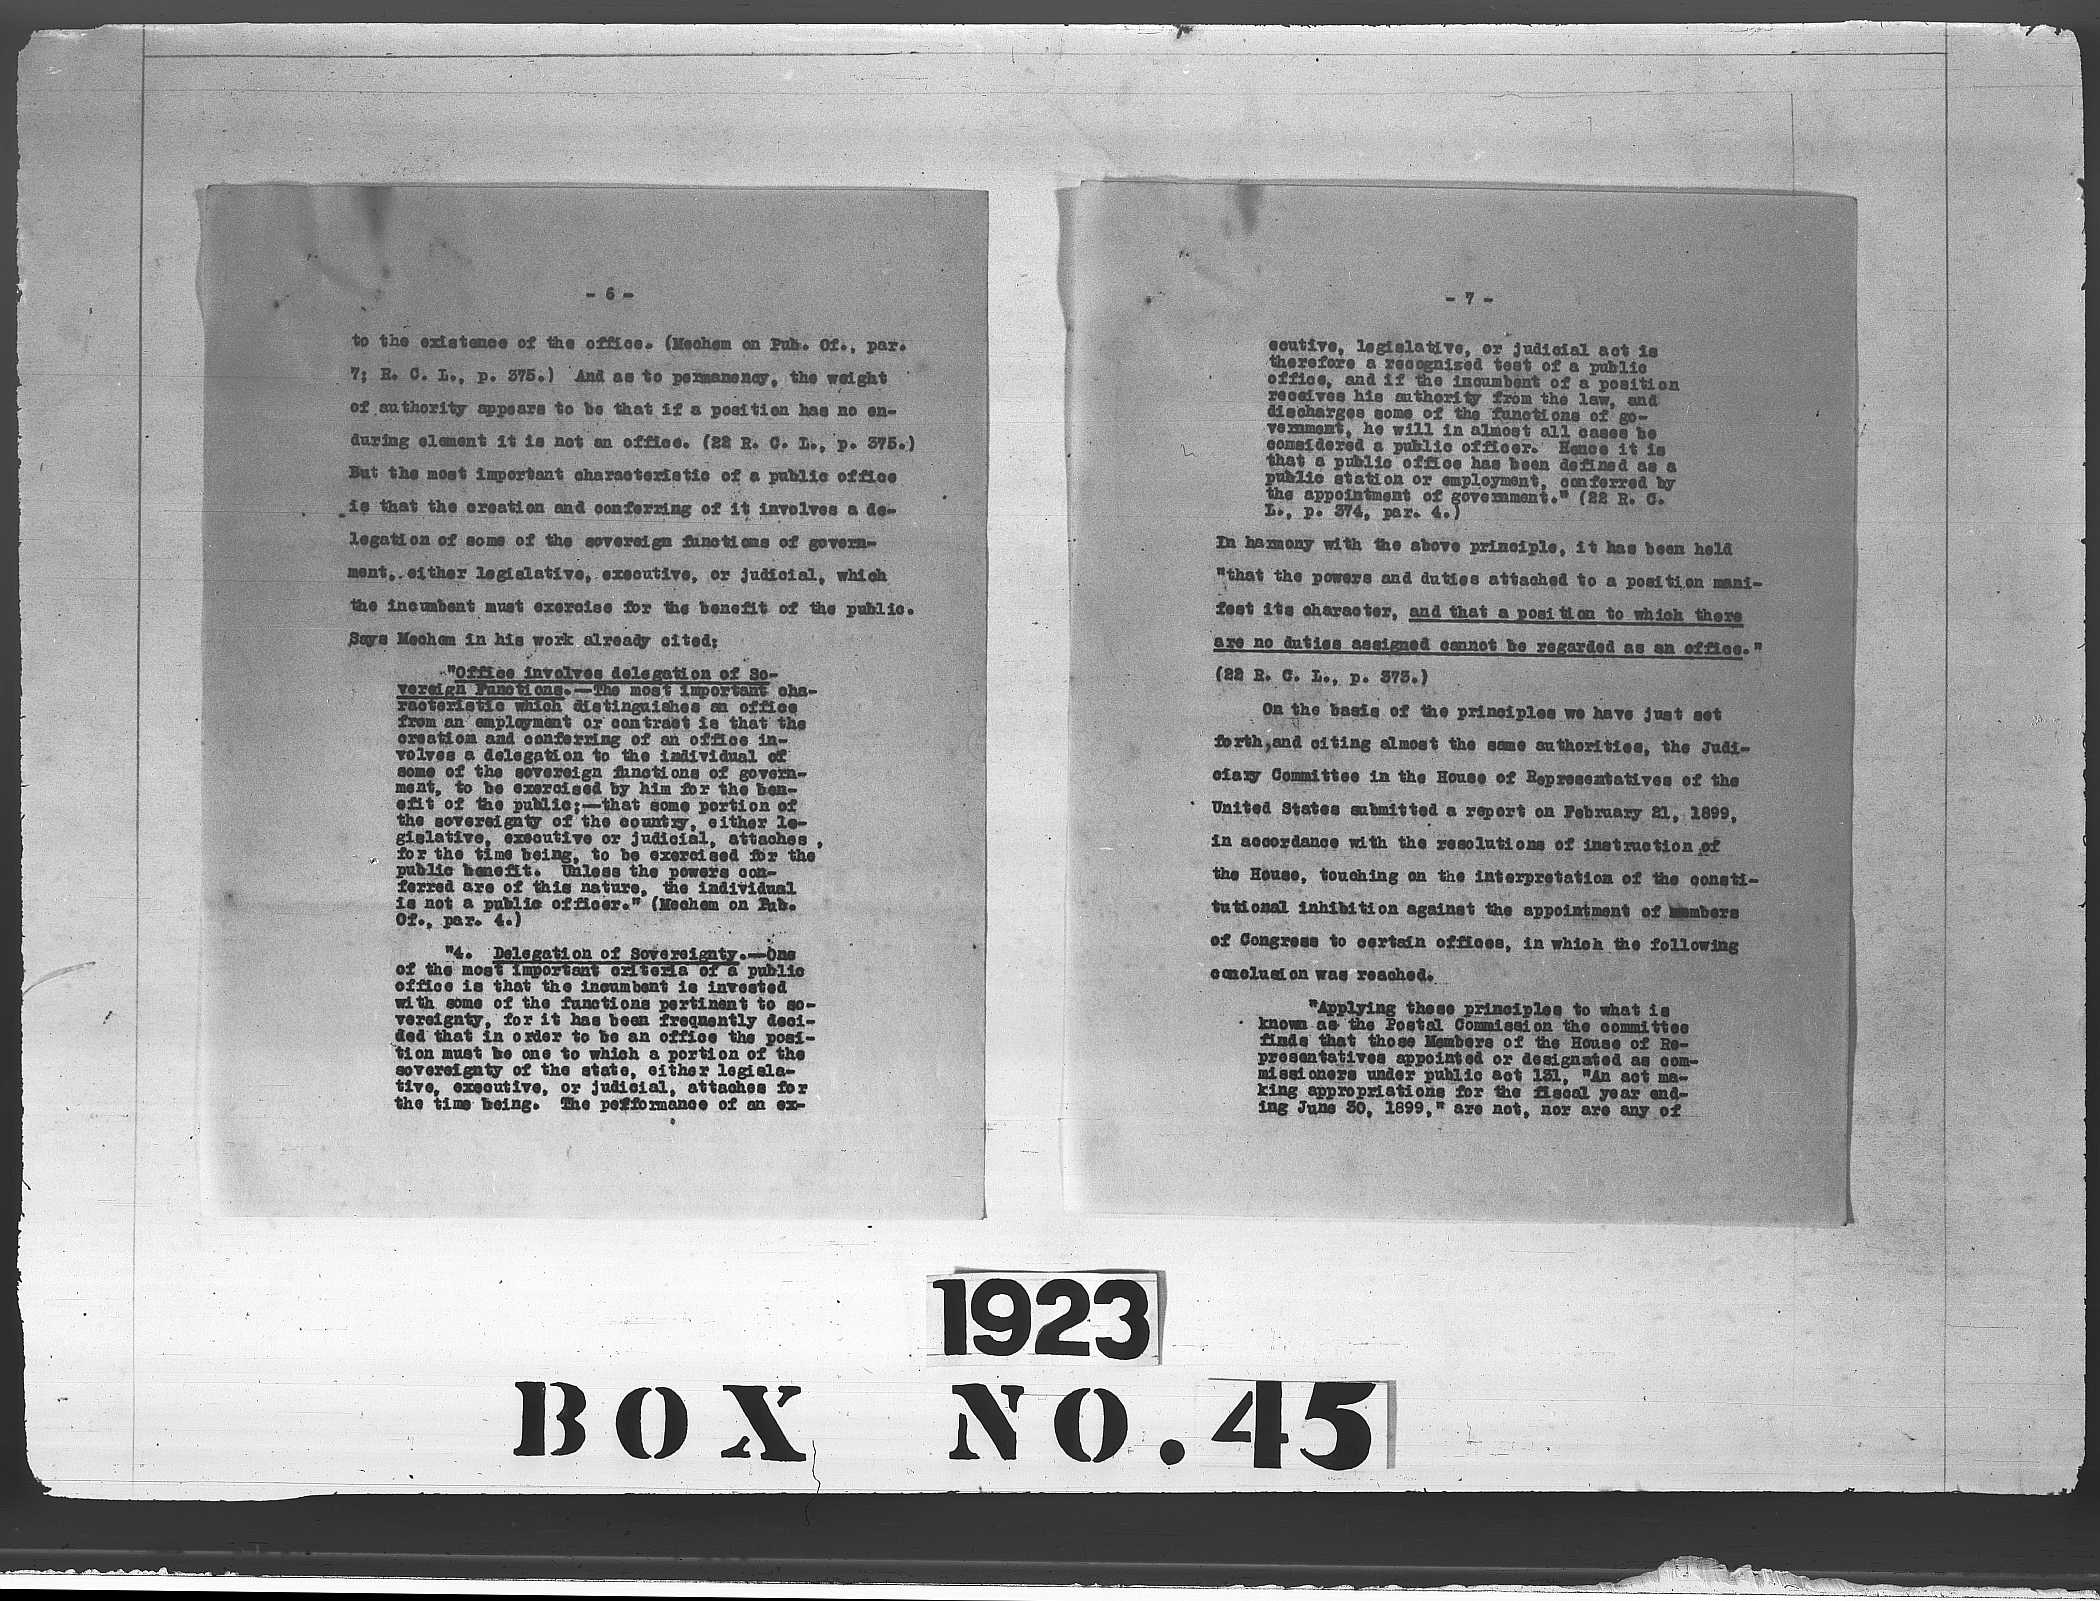 - 6 -
to the existence of the office. (Mechem on Pub. Of., par.
7; R. C. L., p. 375.) And as to permanency, the weight
of authority appears to be that if a position has no en-
during element it is not an office. (22 R. C. L., p. 375.)
But the most important characteristic of a public office
is that the creation and conferring of it involves a de-
legation of some of the sovereign functions of govern-
ment, either legislative, executive, or judicial, which
the incumbent must exercise for the benefit of the public.
Says Mechem in his work already cited:
"Office involves delegation of So-
vereign Functions.—The most important cha-
racteristic which distinguishes an office
from an employment or contract is that the
creation and conferring of an office in-
volves a delegation to the individual of
some of the sovereign functions of govern-
ment, to be exercised by him for the ben-
efit of the public;—that some portion of
the sovereignty of the country, either le-
gislative, executive or judicial, attaches,
for the time being, to be exercised for the
public benefit. Unless the powers con-
ferred are of this nature, the individual
is not a public officer." (Mechem on Pub.
Of., par. 4.)
"4. Delegation of Sovereignty.—One
of the most important criteria of a public
office is that the incumbent is invested
with some of the functions pertinent to so-
vereignty, for it has been frequently deci-
ded that in order to be an office the posi-
tion must be one to which a portion of the
sovereignty of the state, either legisla-
tive, executive, or judicial, attaches for
the time being. The performance of an ex-
- 7 -
ecutive, legislative, or judicial act is
therefore a recognized test of a public
office, and if the incumbent of a position
receives his authority from the law, and
discharges some of the functions of go-
vernment, he will in almost all cases be
considered a public officer. Hence it is
that a public office has been defined as a
public station or employment, conferred by
the appointment of government." (22 R. C.
L., p. 374, par. 4.)
In harmony with the above principle, it has been held
"that the powers and duties attached to a position mani-
fest its character, and that a position to which there
are no duties assigned cannot be regarded as an office."
(22 R. C. L., p. 373.)
On the basis of the principles we have just set
forth,and citing almost the same authorities, the Judi-
ciary Committee in the House of Representatives of the
United States submitted a report on February 21, 1899,
in accordance with the resolutions of instruction of
the House, touching on the interpretation of the consti-
tutional inhibition against the appointment of members
of Congress to certain offices, in which the following
conclusion was reached.
"Applying these principles to what is
known as the Postal Commission the committee
finds that those Members of the House of Re-
presentatives appointed or designated as com-
missioners under public act 131, "An act ma-
king appropriations for the fiscal year end-
ing June 30, 1899," are not, nor are any of
1923
BOX NO. 45